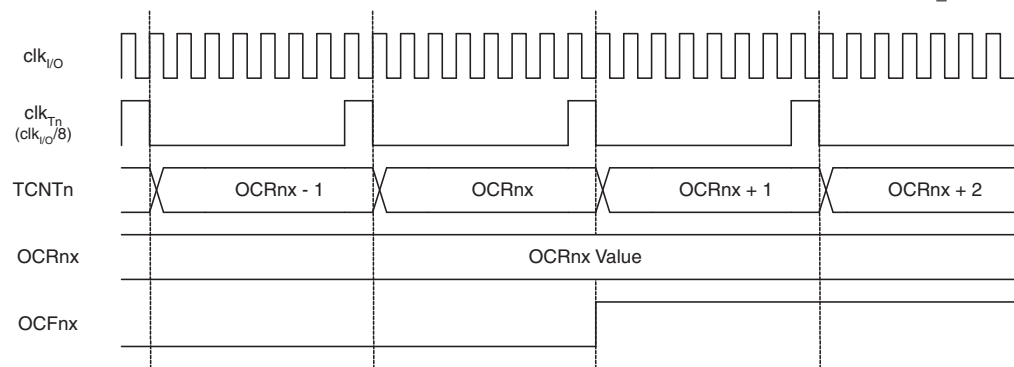 clkI/O
clkTn
(clkI/O/8)
TCNTn
OCRnx - 1
OCRnx
OCRnx + 1
OCRnx + 2
OCRnx
OCRnx Value
OCFnx